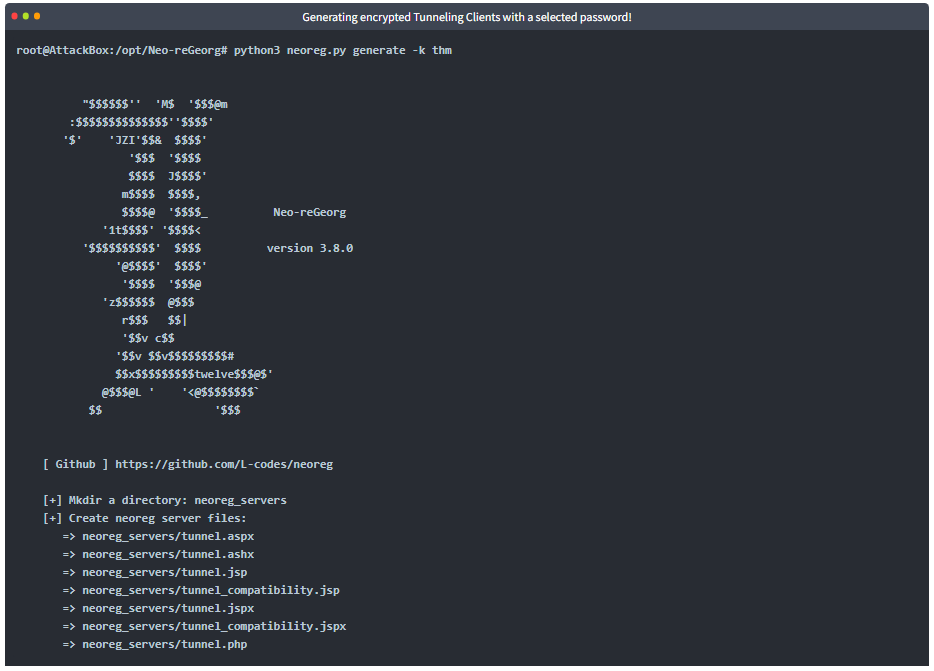 Generating encrypted Tunneling Clients with a selected password!
root@AttackBox:/opt/Neo-reGeorg# python3 neoreg.py generate -k thm
"$$$$$$''  'M$  '$$$@m
:$$$$$$$$$$$$$$''$$$$'
'$'    'JZI'$$&  $$$$'
'$$$  '$$$$
$$$$  J$$$$'
m$$$$  $$$$,
$$$$@  '$$$$_          Neo-reGeorg
'1t$$$$' '$$$$<
'$$$$$$$$$$'  $$$$          version 3.8.0
'@$$$$'  $$$$'
'$$$$  '$$$@
'z$$$$$$  @$$$
r$$$   $$|
'$$v c$$
'$$v $$v$$$$$$$$$#
$$x$$$$$$$$$twelve$$$@$'
@$$$@L '    '<@$$$$$$$$`
$$                 '$$$
[ Github ] https://github.com/L-codes/neoreg
[+] Mkdir a directory: neoreg_servers
[+] Create neoreg server files:
=> neoreg_servers/tunnel.aspx
=> neoreg_servers/tunnel.ashx
=> neoreg_servers/tunnel.jsp
=> neoreg_servers/tunnel_compatibility.jsp
=> neoreg_servers/tunnel.jspx
=> neoreg_servers/tunnel_compatibility.jspx
=> neoreg_servers/tunnel.php